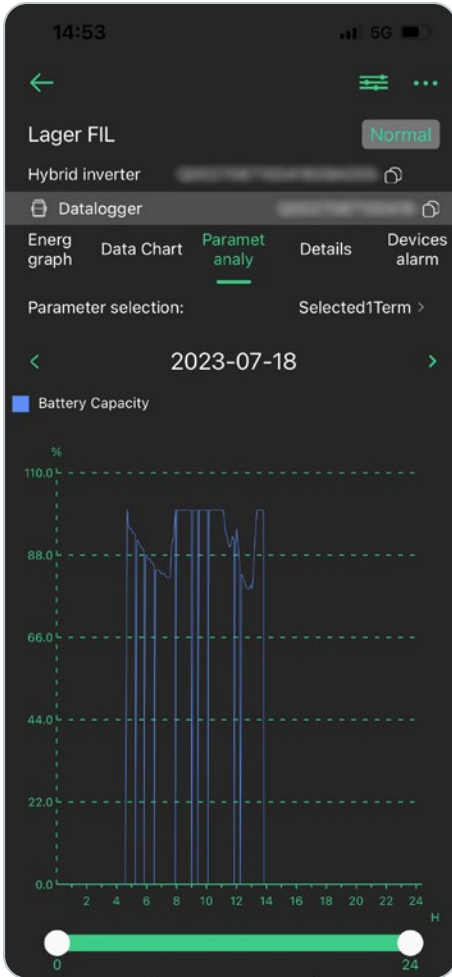 14:53 5G
Lager FIL Normal
Hybrid inverter
Datalogger
Energ graph Data Chart Paramet analy Details Devices alarm
Parameter selection: Selected1Term >
< 2023-07-18 >
Battery Capacity
%
110.0
88.0
66.0
44.0
22.0
0.0
2 4 6 8 10 12 14 16 18 20 22 24
H
0 24